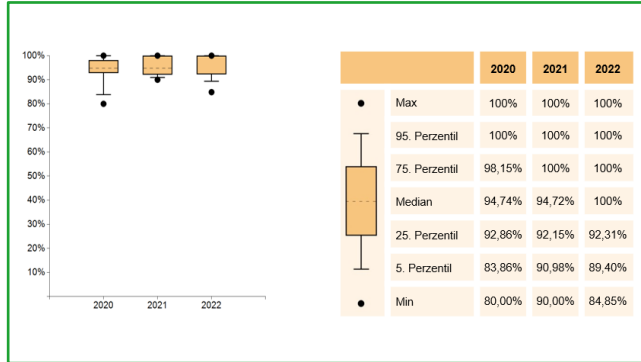 100%
90%
80%
70%
60%
50%
40%
30%
20%
10%
2020 2021 2022
2020 2021 2022
Max 100% 100% 100%
95. Perzentil 100% 100% 100%
75. Perzentil 98,15% 100% 100%
Median 94,74% 94,72% 100%
25. Perzentil 92,86% 92,15% 92,31%
5. Perzentil 83,86% 90,98% 89,40%
Min 80,00% 90,00% 84,85%